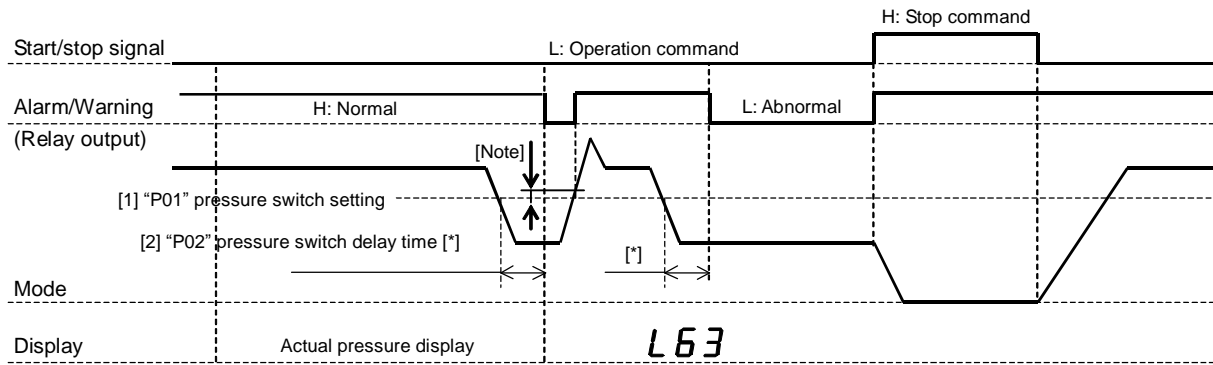 H: Stop command
Start/stop signal
L: Operation command
Alarm/Warning
(Relay output)
H: Normal
L: Abnormal
[Note]
[1] “P01” pressure switch setting
[2] “P02” pressure switch delay time [*]
[*]
Mode
Display
Actual pressure display
L63